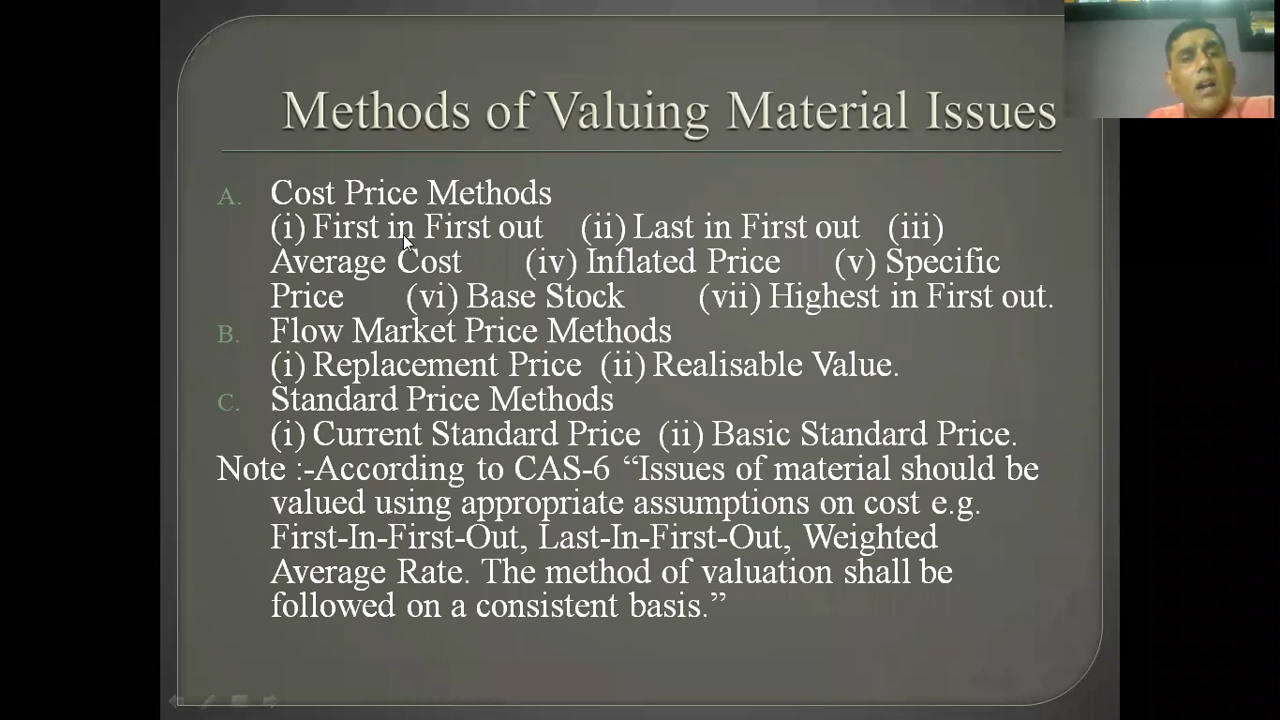 Methods of Valuing Material Issues
A. Cost Price Methods
(i) First in First out (ii) Last in First out (iii)
Average Cost (iv) Inflated Price (v) Specific
Price (vi) Base Stock (vii) Highest in First out.
B. Flow Market Price Methods
(i) Replacement Price (ii) Realisable Value.
C. Standard Price Methods
(i) Current Standard Price (ii) Basic Standard Price.
Note :-According to CAS-6 “Issues of material should be
valued using appropriate assumptions on cost e.g.
First-In-First-Out, Last-In-First-Out, Weighted
Average Rate. The method of valuation shall be
followed on a consistent basis.”